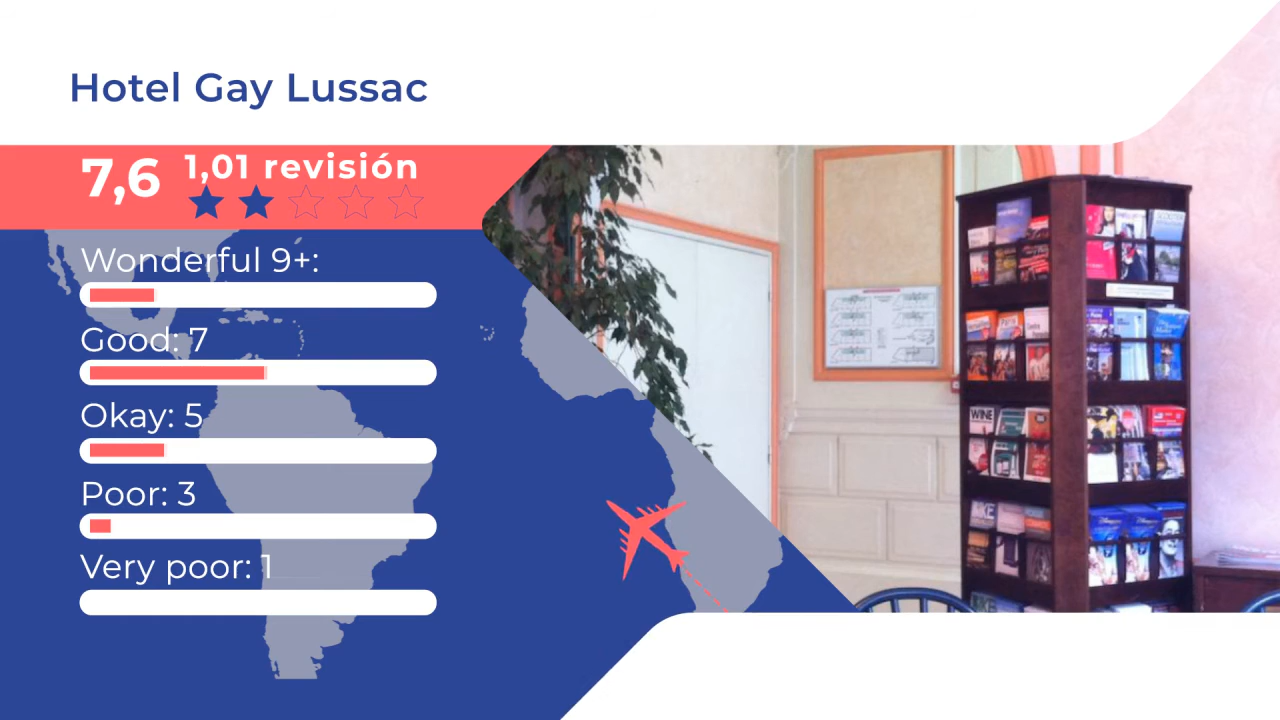 Hotel Gay Lussac
7,6
1,01 revisión
Wonderful 9+:
Good: 7
Okay: 5
Poor: 3
Very poor: 1
WINE